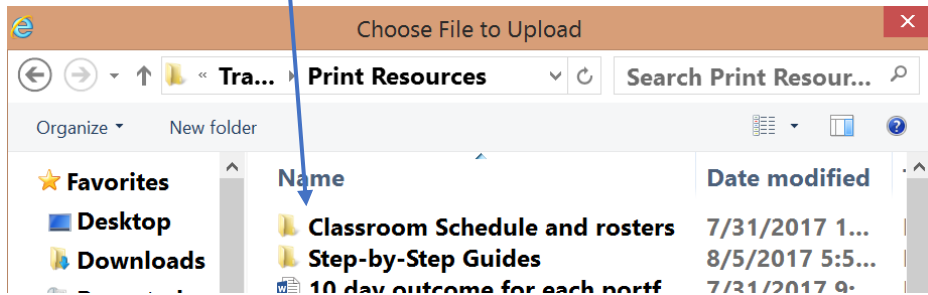 Choose File to Upload
« Tra... Print Resources Search Print Resour...
Organize New folder
Favorites Name Date modified
Desktop Classroom Schedule and rosters 7/31/2017 1...
Downloads Step-by-Step Guides 8/5/2017 5:5...
10 day outcome for each portf 7/31/2017 9: